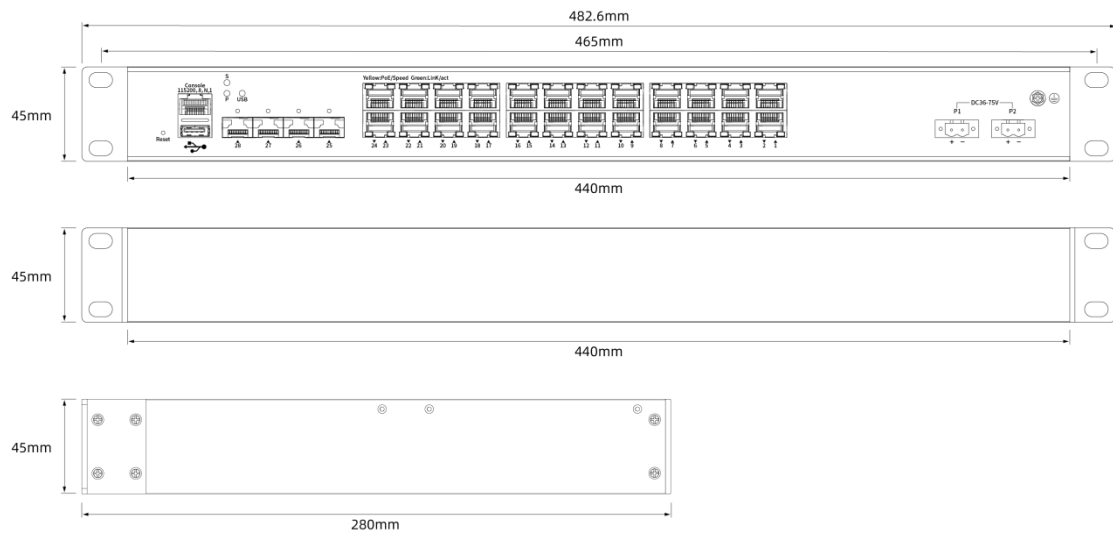 482.6mm
465mm
45mm
Console
115200, 8, N, 1
S
P USB
Yellow:PoE/Speed Green:LinK/act
DC36-75V
P1 P2
Reset
28 27 26 25
24 23 22 21 20 19 18 17 16 15 14 13 12 11 10 9 8 7 6 5 4 3 2 1
+ − + −
440mm
45mm
440mm
45mm
280mm